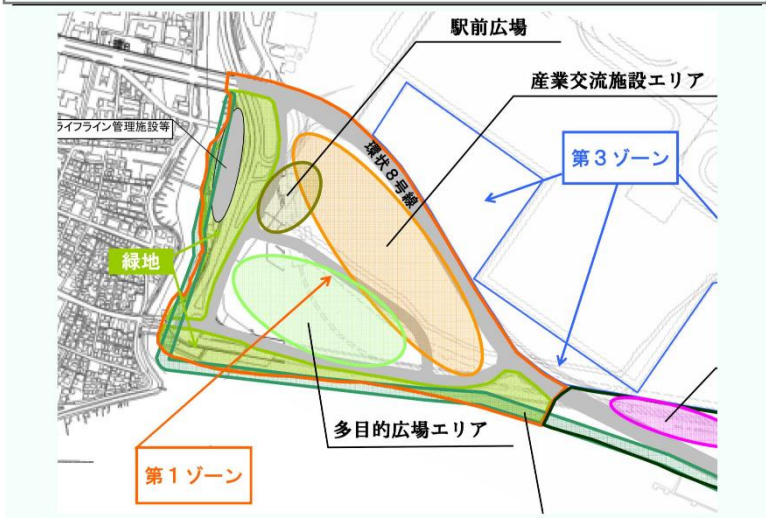 駅前広場
産業交流施設エリア
ライフライン管理施設等
環状８号線
第３ゾーン
緑地
多目的広場エリア
第１ゾーン